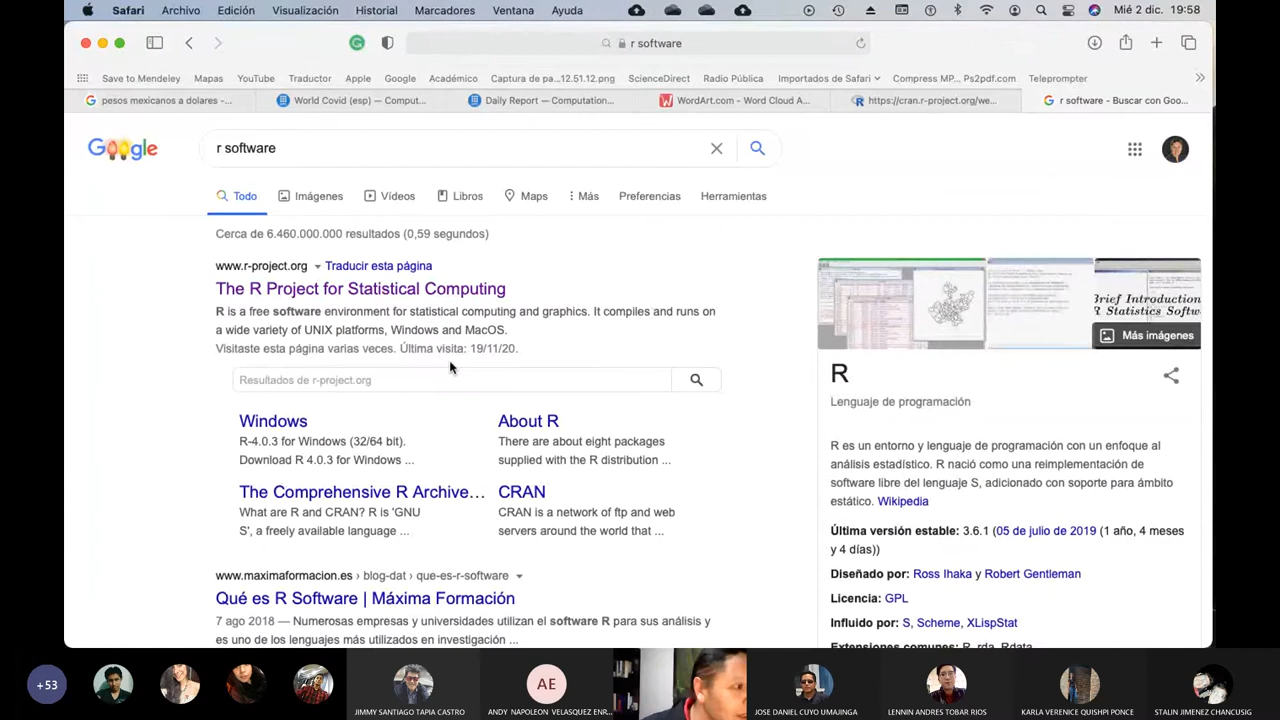 Safari Archivo Edición Visualización Historial Marcadores Ventana Ayuda Mié 2 dic. 19:58
r software
Save to Mendeley Mapas YouTube Traductor Apple Google Académico Captura de pa...12.51.12.png ScienceDirect Radio Pública Importados de Safari Compress MP... Ps2pdf.com Teleprompter
pesos mexicanos a dolares -... World Covid (esp) — Comput... Daily Report — Computation... WordArt.com - Word Cloud A... https://cran.r-project.org/we... r software - Buscar con Goo...
Google r software
Todo Imágenes Vídeos Libros Maps Más Preferencias Herramientas
Cerca de 6.460.000.000 resultados (0,59 segundos)
www.r-project.org Traducir esta página
The R Project for Statistical Computing
R is a free software environment for statistical computing and graphics. It compiles and runs on
a wide variety of UNIX platforms, Windows and MacOS.
Visitaste esta página varias veces. Última visita: 19/11/20.
Resultados de r-project.org
Windows
R-4.0.3 for Windows (32/64 bit).
Download R 4.0.3 for Windows ...
About R
There are about eight packages
supplied with the R distribution ...
The Comprehensive R Archive...
What are R and CRAN? R is 'GNU
S', a freely available language ...
CRAN
CRAN is a network of ftp and web
servers around the world that ...
www.maximaformacion.es › blog-dat › que-es-r-software
Qué es R Software | Máxima Formación
7 ago 2018 — Numerosas empresas y universidades utilizan el software R para sus análisis y
es uno de los lenguajes más utilizados en investigación ...
Brief Introduction
R Statistics Softw
Más imágenes
R
Lenguaje de programación
R es un entorno y lenguaje de programación con un enfoque al
análisis estadístico. R nació como una reimplementación de
software libre del lenguaje S, adicionado con soporte para ámbito
estático. Wikipedia
Última versión estable: 3.6.1 (05 de julio de 2019 (1 año, 4 meses
y 4 días))
Diseñado por: Ross Ihaka y Robert Gentleman
Licencia: GPL
Influido por: S, Scheme, XLispStat
Extensiones comunes: R, rda, Rdata
+53 AE
JIMMY SANTIAGO TAPIA CASTRO ANDY NAPOLEON VELASQUEZ ENR... JOSE DANIEL CUYO UMAJINGA LENNIN ANDRES TOBAR RIOS KARLA VERENICE QUISHPI PONCE STALIN JIMENEZ CHANCUSIG